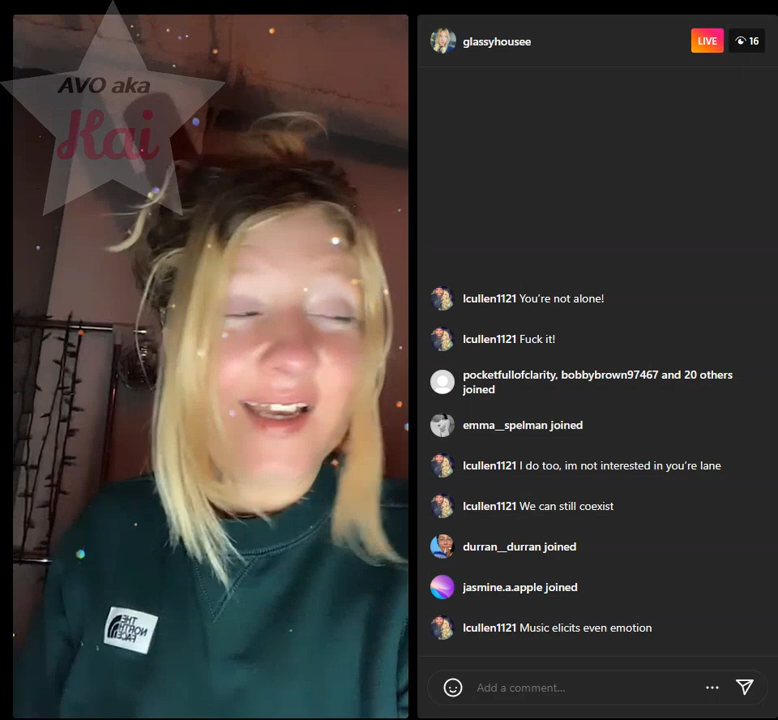 AVO aka
Kai
glassyhousee
LIVE
16
lcullen1121 You're not alone!
lcullen1121 Fuck it!
pocketfullofclarity, bobbybrown97467 and 20 others
joined
emma__spelman joined
lcullen1121 I do too, im not interested in you're lane
lcullen1121 We can still coexist
durran__durran joined
jasmine.a.apple joined
lcullen1121 Music elicits even emotion
THE
NORTH
FACE
Add a comment...